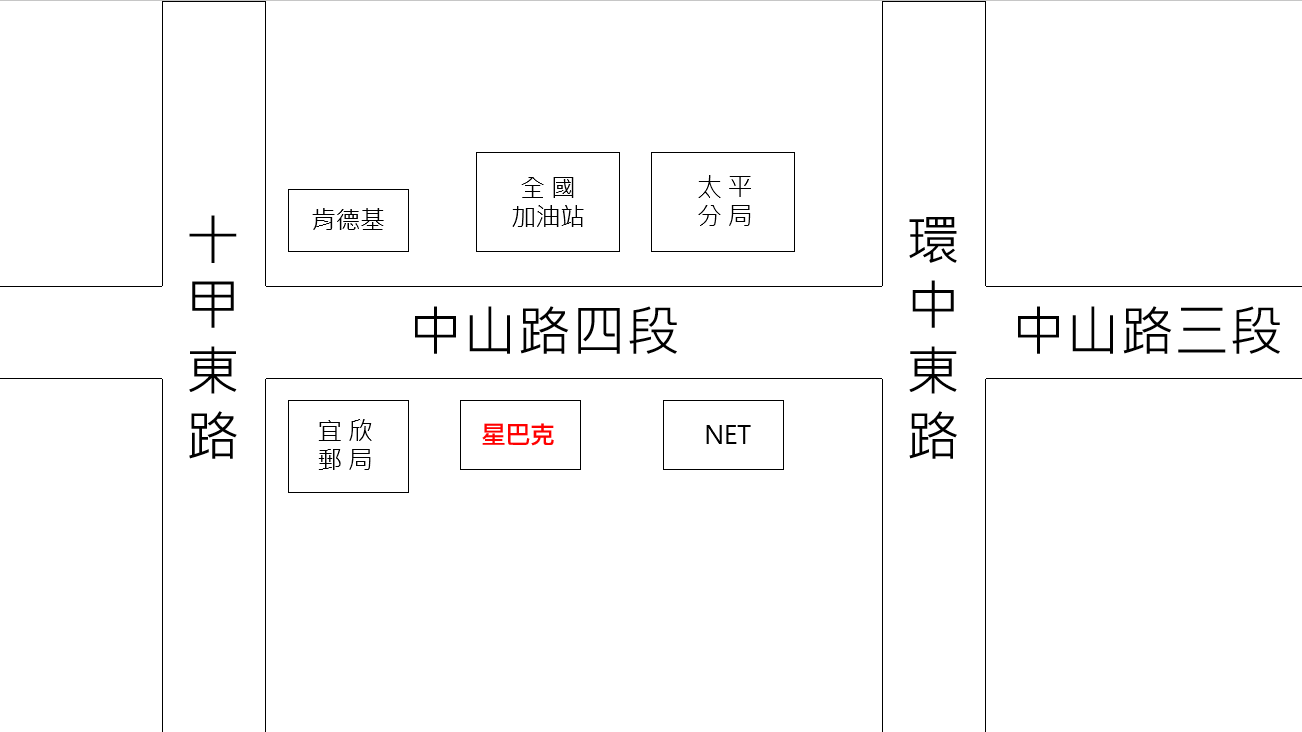 肯德基
全 國
加油站
太 平
分 局
十甲東路
中山路四段
環中東路
中山路三段
宜 欣
郵 局
星巴克
NET